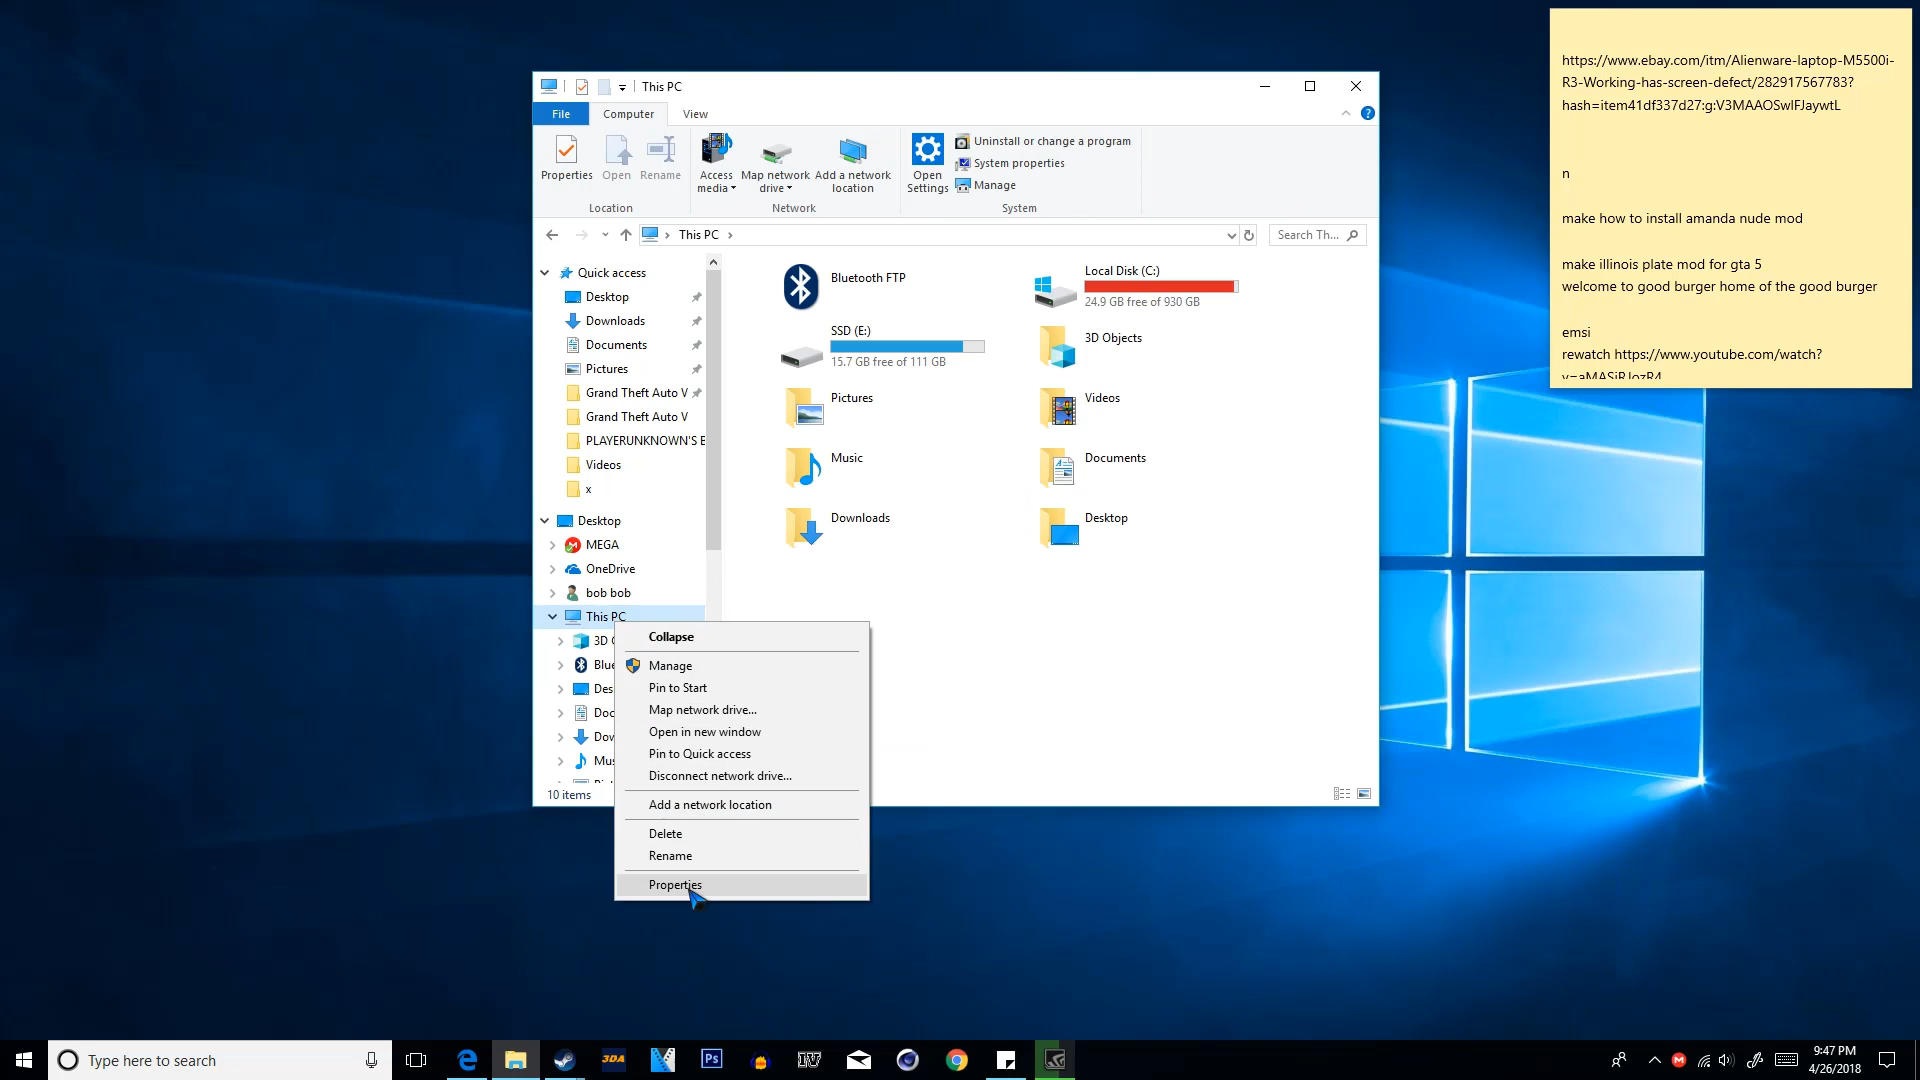 This PC
File
Computer
View
Properties
Open
Rename
Access media
Map network drive
Add a network location
Open Settings
Uninstall or change a program
System properties
Manage
Location
Network
System
This PC
Search Th...
Quick access
Desktop
Downloads
Documents
Pictures
Grand Theft Auto V
Grand Theft Auto V
PLAYERUNKNOWN'S
Videos
x
Desktop
MEGA
OneDrive
bob bob
This PC
3D
Blu
Des
Doc
Dow
Mus
10 items
Bluetooth FTP
Local Disk (C:)
24.9 GB free of 930 GB
SSD (E:)
15.7 GB free of 111 GB
3D Objects
Pictures
Videos
Music
Documents
Downloads
Desktop
Collapse
Manage
Pin to Start
Map network drive...
Open in new window
Pin to Quick access
Disconnect network drive...
Add a network location
Delete
Rename
Properties
https://www.ebay.com/itm/Alienware-laptop-M5500i-
R3-Working-has-screen-defect/282917567783?
hash=item41df337d27:g:V3MAAOSwlFJaywtL
n
make how to install amanda nude mod
make illinois plate mod for gta 5
welcome to good burger home of the good burger
emsi
rewatch https://www.youtube.com/watch?
Type here to search
3DA
Ps
IV
9:47 PM
4/26/2018